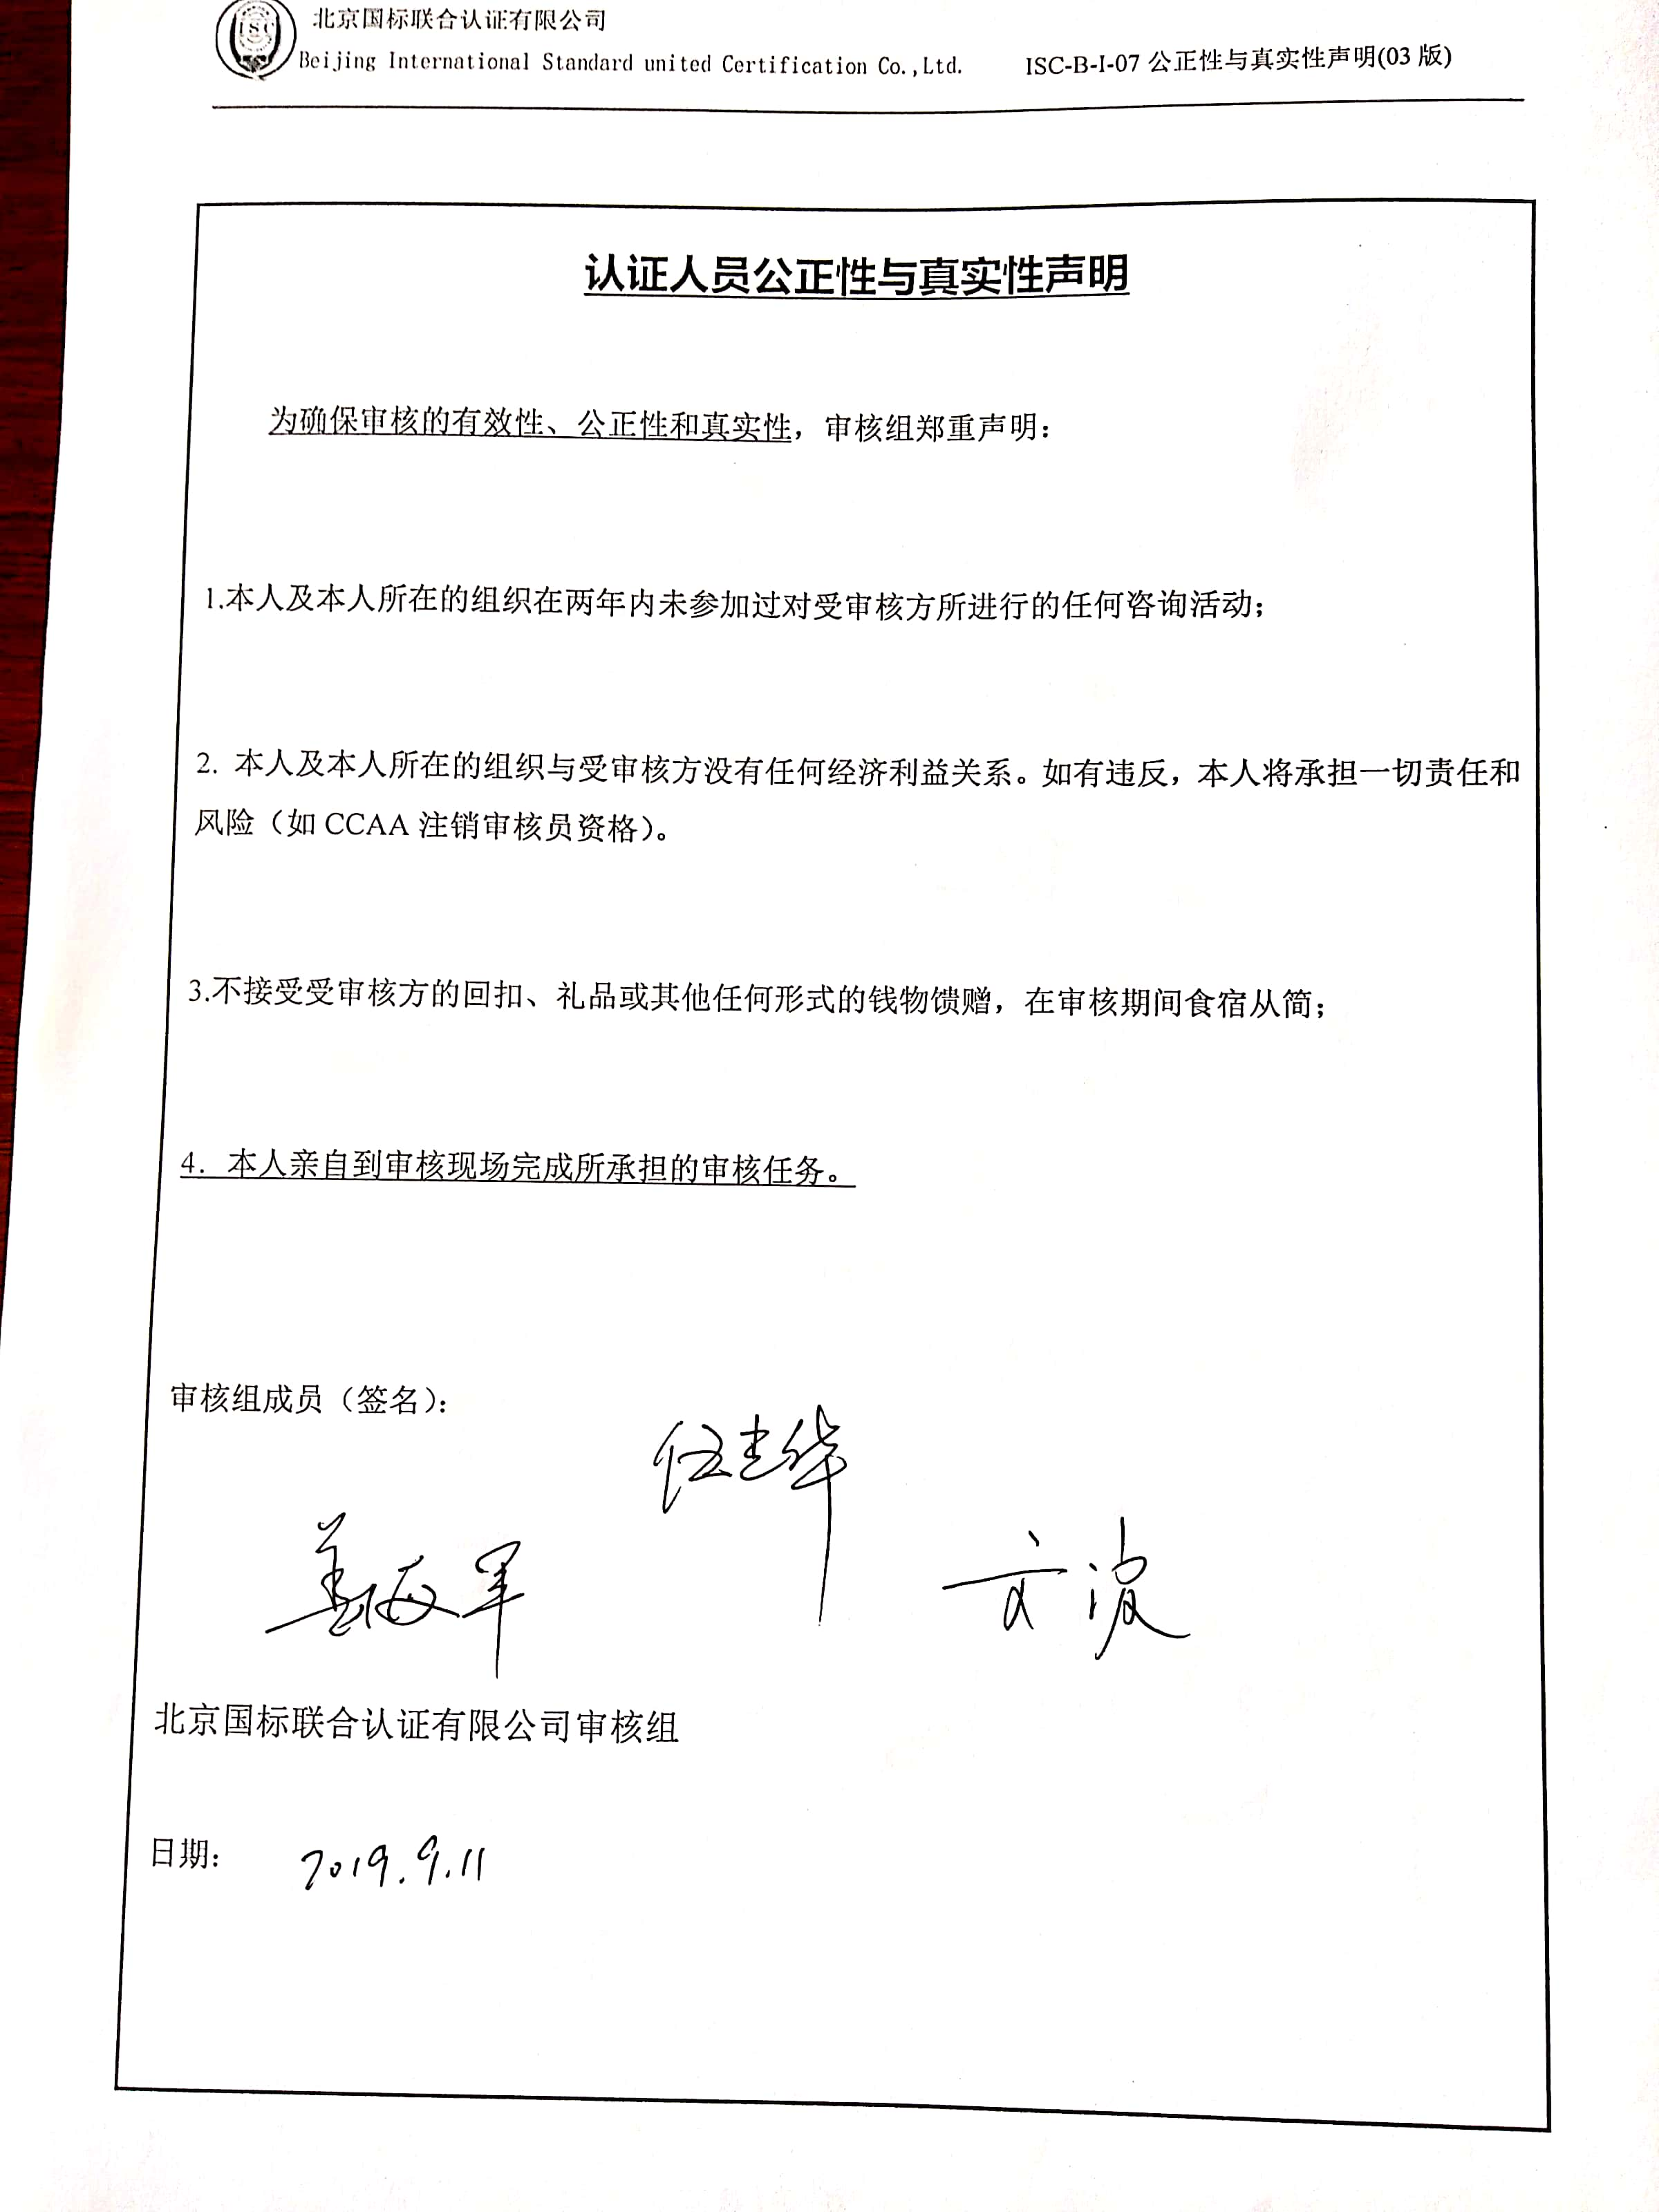 ISC
北京国标联合认证有限公司
Beijing International Standard united Certification Co.,Ltd. ISC-B-I-07 公正性与真实性声明(03 版)
认证人员公正性与真实性声明
为确保审核的有效性、公正性和真实性，审核组郑重声明：
1.本人及本人所在的组织在两年内未参加过对受审核方所进行的任何咨询活动；
2. 本人及本人所在的组织与受审核方没有任何经济利益关系。如有违反，本人将承担一切责任和
风险（如 CCAA 注销审核员资格）。
3.不接受受审核方的回扣、礼品或其他任何形式的钱物馈赠，在审核期间食宿从简；
4. 本人亲自到审核现场完成所承担的审核任务。
审核组成员（签名）：
伍光华
姜海军
文波
北京国标联合认证有限公司审核组
日期： 2019.9.11